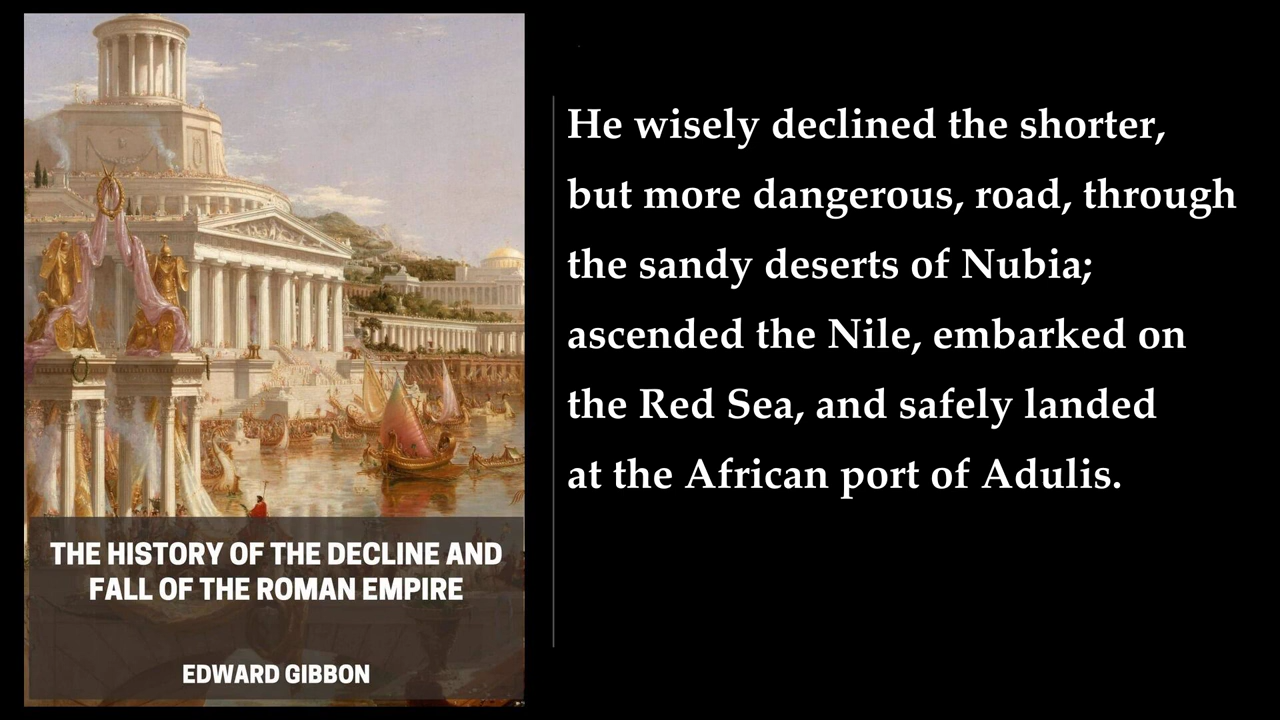 He wisely declined the shorter,
but more dangerous, road, through
the sandy deserts of Nubia;
ascended the Nile, embarked on
the Red Sea, and safely landed
at the African port of Adulis.
THE HISTORY OF THE DECLINE AND
FALL OF THE ROMAN EMPIRE
EDWARD GIBBON